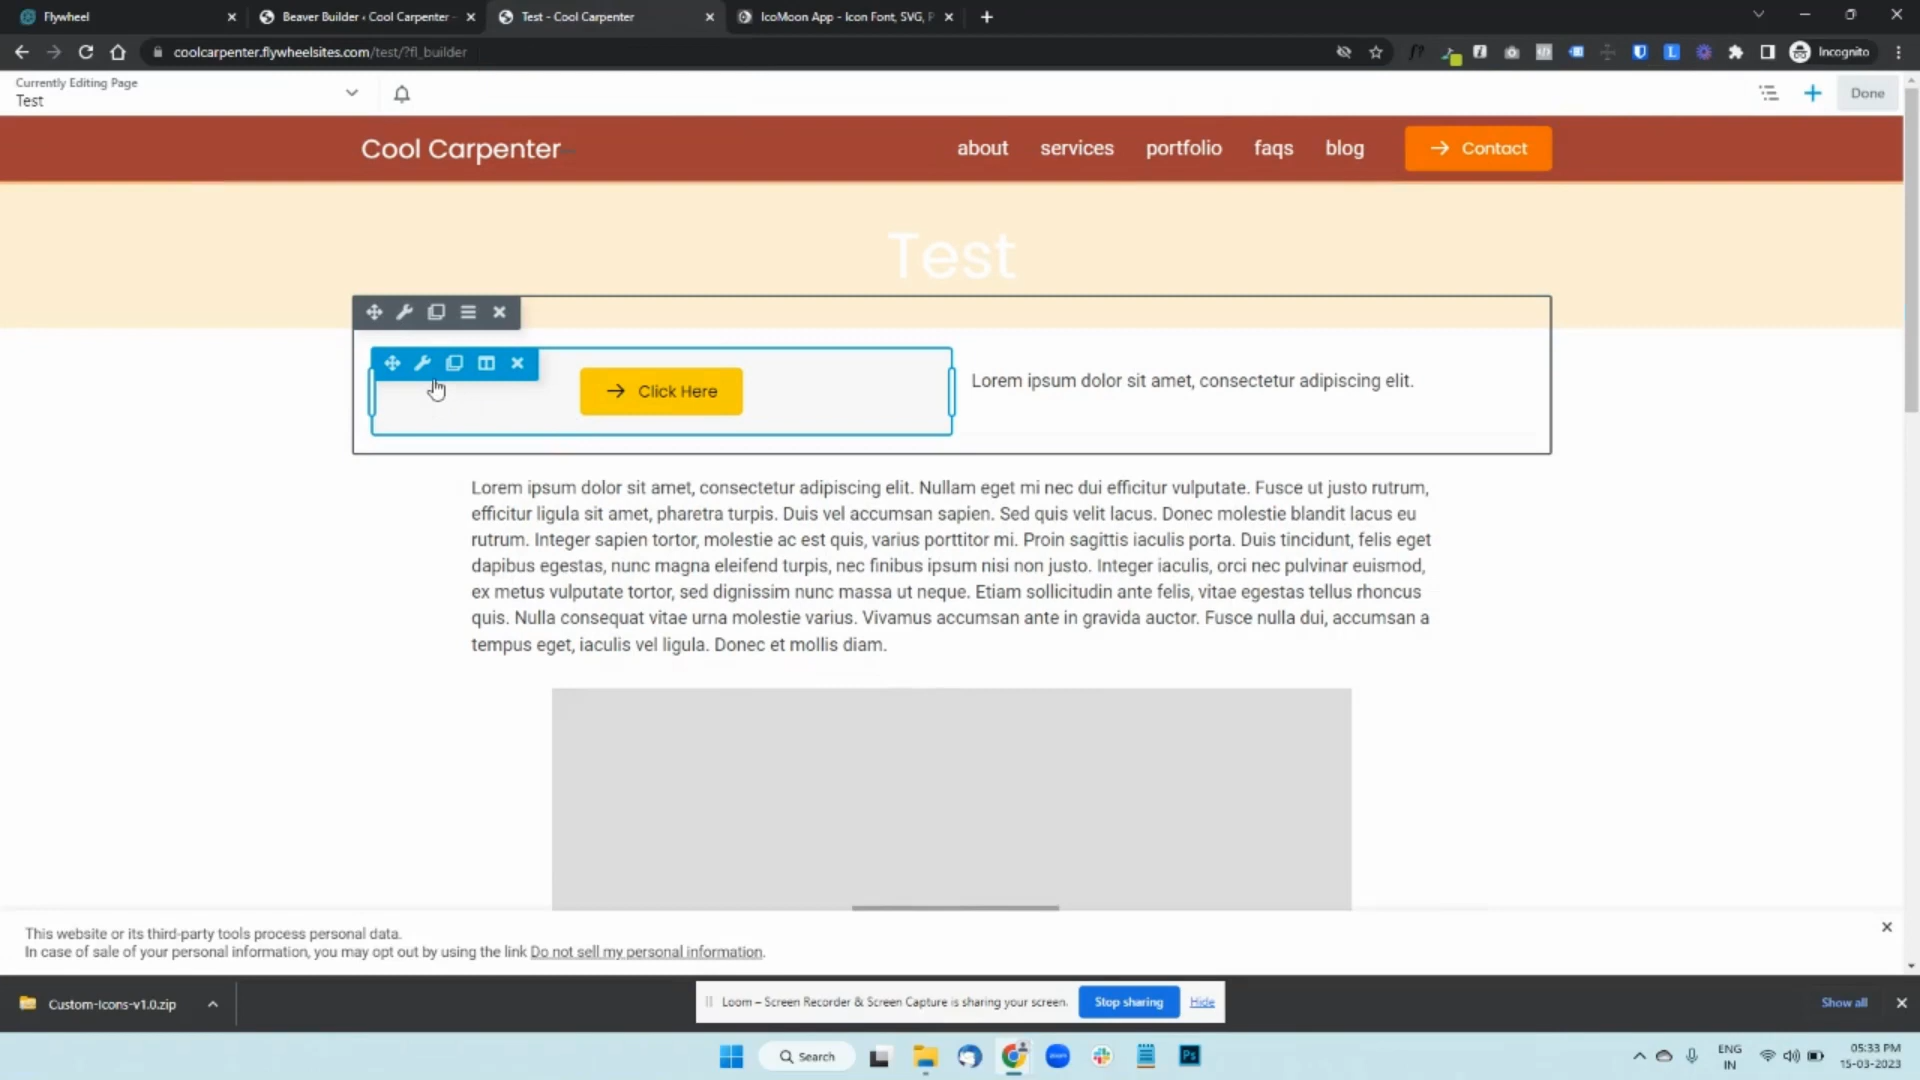 Flywheel
Beaver Builder ‹ Cool Carpenter -
Test - Cool Carpenter
IcoMoon App - Icon Font, SVG, P
coolcarpenter.flywheelsites.com/test/?fl_builder
Incognito
Currently Editing Page
Test
Done
Cool Carpenter
about
services
portfolio
faqs
blog
Contact
Test
Click Here
Lorem ipsum dolor sit amet, consectetur adipiscing elit.
Lorem ipsum dolor sit amet, consectetur adipiscing elit. Nullam eget mi nec dui efficitur vulputate. Fusce ut justo rutrum,
efficitur ligula sit amet, pharetra turpis. Duis vel accumsan sapien. Sed quis velit lacus. Donec molestie blandit lacus eu
rutrum. Integer sapien tortor, molestie ac est quis, varius porttitor mi. Proin sagittis iaculis porta. Duis tincidunt, felis eget
dapibus egestas, nunc magna eleifend turpis, nec finibus ipsum nisi non justo. Integer iaculis, orci nec pulvinar euismod,
ex metus vulputate tortor, sed dignissim nunc massa ut neque. Etiam sollicitudin ante felis, vitae egestas tellus rhoncus
quis. Nulla consequat vitae urna molestie varius. Vivamus accumsan ante in gravida auctor. Fusce nulla dui, accumsan a
tempus eget, iaculis vel ligula. Donec et mollis diam.
This website or its third-party tools process personal data.
In case of sale of your personal information, you may opt out by using the link Do not sell my personal information.
Custom-Icons-v1.0.zip
Loom – Screen Recorder & Screen Capture is sharing your screen.
Stop sharing
Hide
Show all
Search
zoom
Ps
ENG
IN
05:33 PM
15-03-2023